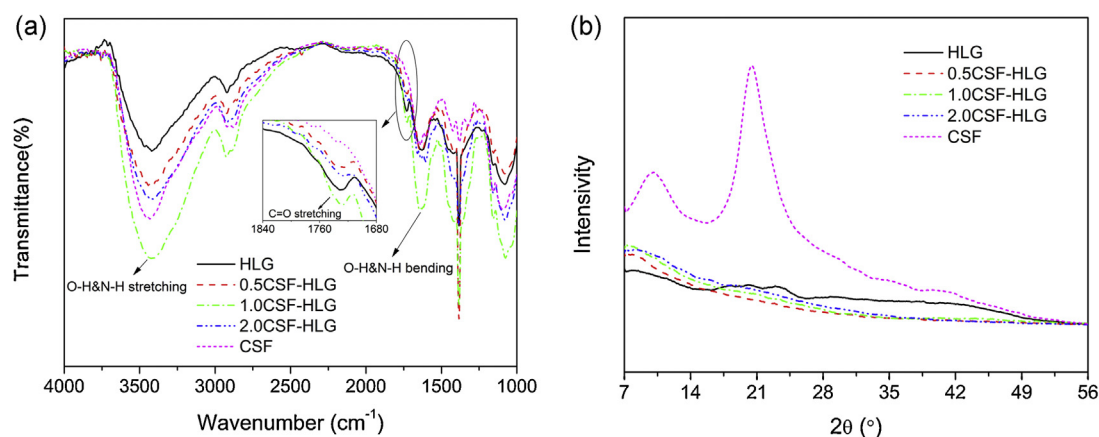 (a)
Transmittance(%)
C=O stretching
1840 1760 1680
O-H&N-H stretching
O-H&N-H bending
HLG
0.5CSF-HLG
1.0CSF-HLG
2.0CSF-HLG
CSF
4000 3500 3000 2500 2000 1500 1000
Wavenumber (cm-1)
(b)
Intensivity
HLG
0.5CSF-HLG
1.0CSF-HLG
2.0CSF-HLG
CSF
7 14 21 28 35 42 49 56
2θ (°)